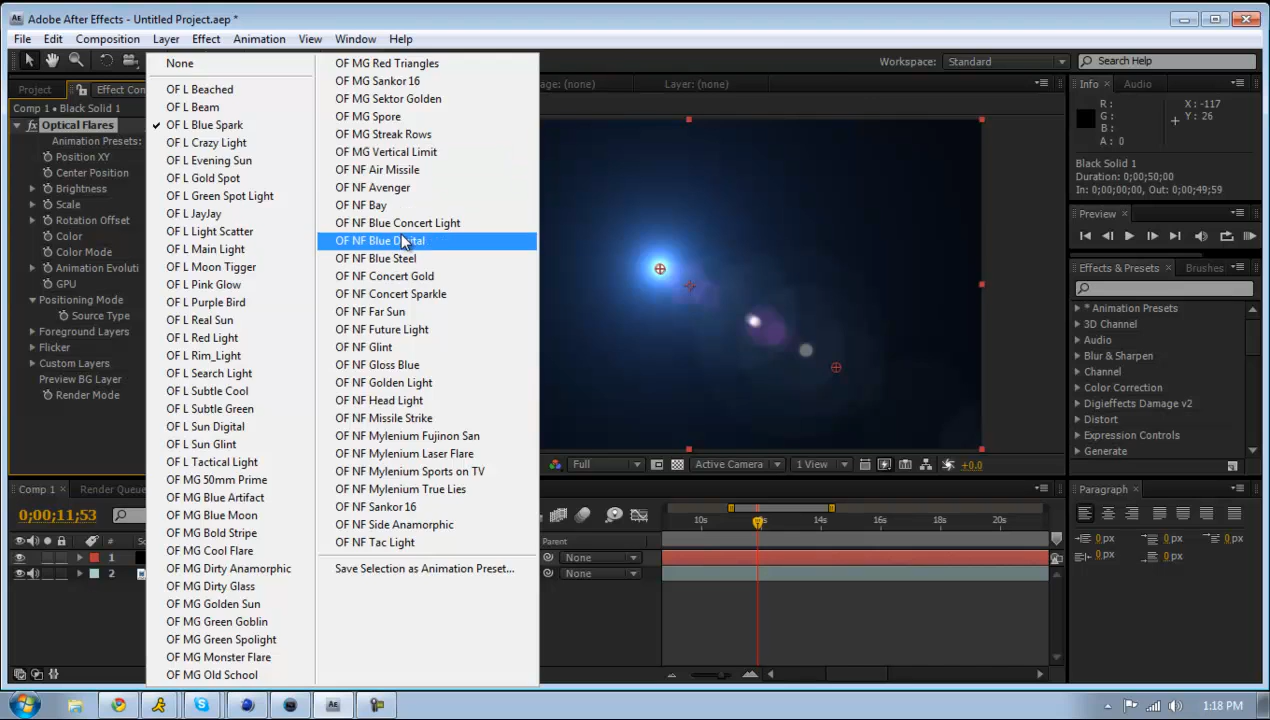 Adobe After Effects - Untitled Project.aep *
File Edit Composition Layer Effect Animation View Window Help
Workspace: Standard Search Help
Project Effect Con
Comp 1 • Black Solid 1
fx Optical Flares
Animation Presets:
Position XY
Center Position
Brightness
Scale
Rotation Offset
Color
Color Mode
Animation Evoluti
GPU
Positioning Mode
Source Type
Foreground Layers
Flicker
Custom Layers
Preview BG Layer
Render Mode
None
OF L Beached
OF L Beam
OF L Blue Spark
OF L Crazy Light
OF L Evening Sun
OF L Gold Spot
OF L Green Spot Light
OF L JayJay
OF L Light Scatter
OF L Main Light
OF L Moon Tigger
OF L Pink Glow
OF L Purple Bird
OF L Real Sun
OF L Red Light
OF L Rim_Light
OF L Search Light
OF L Subtle Cool
OF L Subtle Green
OF L Sun Digital
OF L Sun Glint
OF L Tactical Light
OF MG 50mm Prime
OF MG Blue Artifact
OF MG Blue Moon
OF MG Bold Stripe
OF MG Cool Flare
OF MG Dirty Anamorphic
OF MG Dirty Glass
OF MG Golden Sun
OF MG Green Goblin
OF MG Green Spolight
OF MG Monster Flare
OF MG Old School
OF MG Red Triangles
OF MG Sankor 16
OF MG Sektor Golden
OF MG Spore
OF MG Streak Rows
OF MG Vertical Limit
OF NF Air Missile
OF NF Avenger
OF NF Bay
OF NF Blue Concert Light
OF NF Blue Digital
OF NF Blue Steel
OF NF Concert Gold
OF NF Concert Sparkle
OF NF Far Sun
OF NF Future Light
OF NF Glint
OF NF Gloss Blue
OF NF Golden Light
OF NF Head Light
OF NF Missile Strike
OF NF Mylenium Fujinon San
OF NF Mylenium Laser Flare
OF NF Mylenium Sports on TV
OF NF Mylenium True Lies
OF NF Sankor 16
OF NF Side Anamorphic
OF NF Tac Light
Save Selection as Animation Preset...
age: (none) Layer: (none)
Full Active Camera 1 View +0.0
Info Audio
R : X : -117
G : Y : 26
B :
A : 0
Black Solid 1
Duration: 0;00;50;00
In: 0;00;00;00, Out: 0;00;49;59
Preview
Effects & Presets Brushes
* Animation Presets
3D Channel
Audio
Blur & Sharpen
Channel
Color Correction
Digieffects Damage v2
Distort
Expression Controls
Generate
Paragraph
0 px 0 px 0 px
0 px 0 px
Comp 1 Render Queue
0;00;11;53
#
Parent
1 None
2 None
10s 14s 16s 18s 20s
1:18 PM